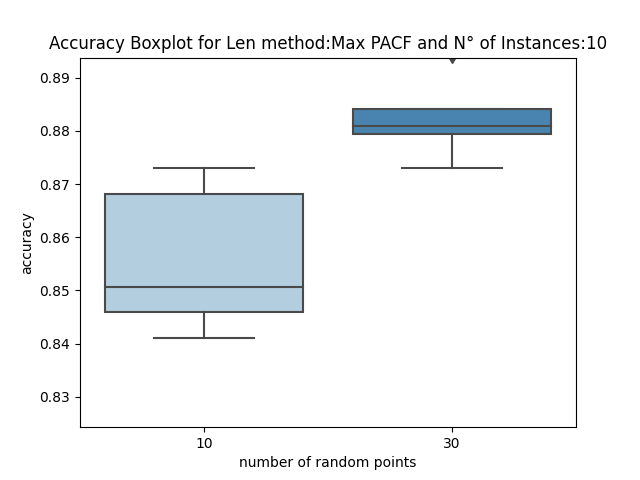 Accuracy Boxplot for Len method:Max PACF and N° of Instances:10
0.89
0.88
0.87
0.86
0.85
0.84
0.83
accuracy
10 30
number of random points